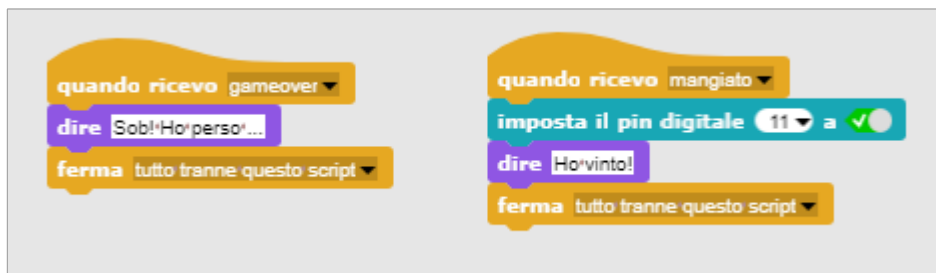 quando ricevo gameover
dire Sob! Ho perso ...
ferma tutto tranne questo script
quando ricevo mangiato
imposta il pin digitale 11 a
dire Ho vinto!
ferma tutto tranne questo script